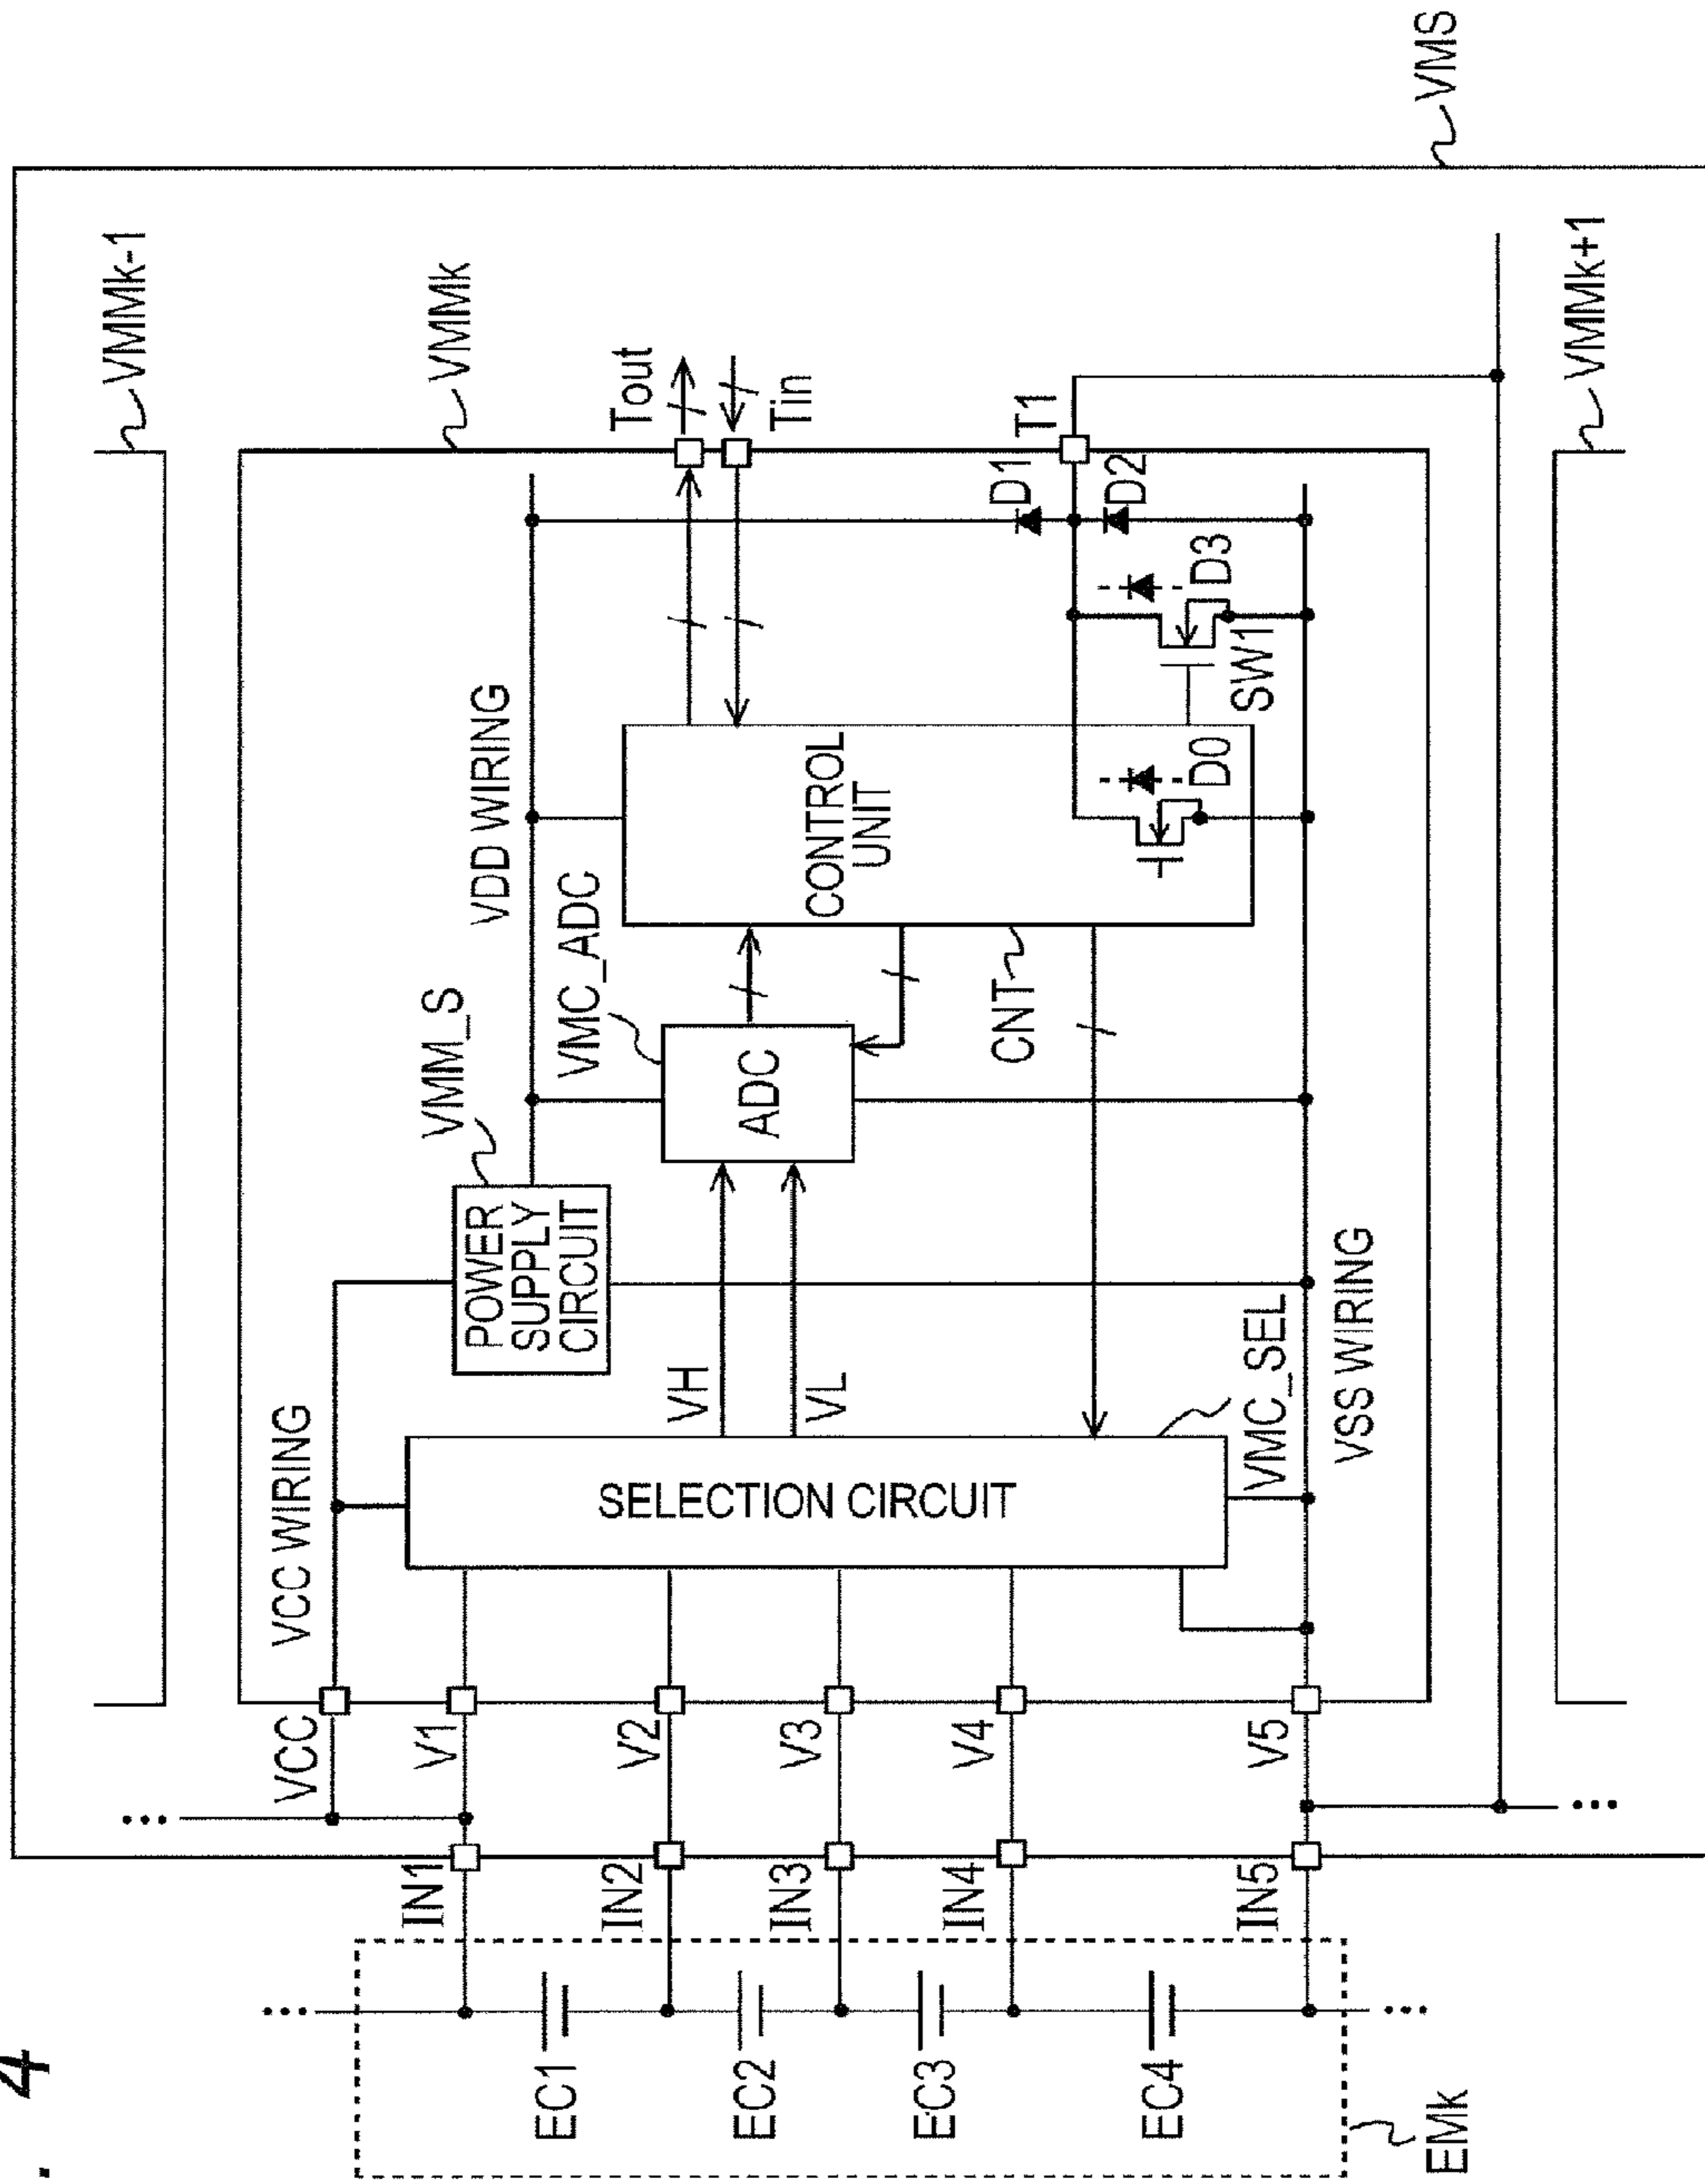 . 4
VMS
VMMk-1
VMMk
Tout
Tin
T1
VMMk+1
D1
D2
D3
SW1
D0
VDD WIRING
CONTROL
UNIT
VMM_S
VMC_ADC
ADC
CNT
POWER
SUPPLY
CIRCUIT
VCC WIRING
VH
VL
SELECTION CIRCUIT
VMC_SEL
VSS WIRING
VCC
V1
V2
V3
V4
V5
...
...
IN1
IN2
IN3
IN4
IN5
...
...
EC1
EC2
EC3
EC4
EMk